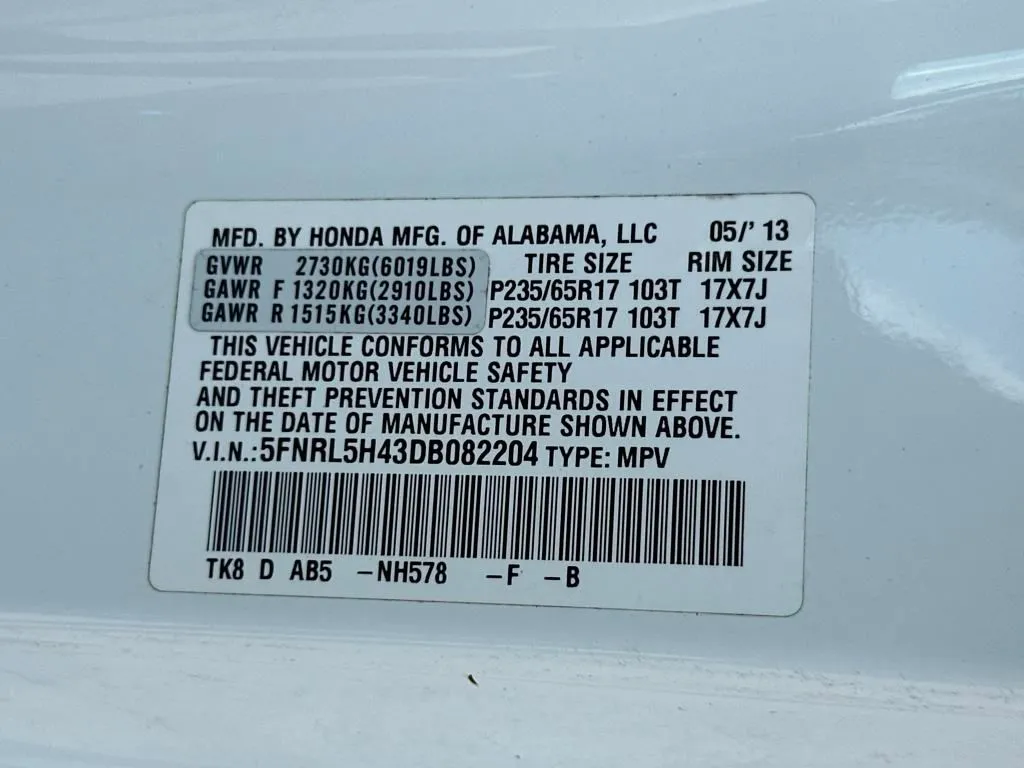 MFD. BY HONDA MFG. OF ALABAMA, LLC 05/' 13
GVWR 2730KG(6019LBS) TIRE SIZE RIM SIZE
GAWR F 1320KG(2910LBS) P235/65R17 103T 17X7J
GAWR R 1515KG(3340LBS) P235/65R17 103T 17X7J
THIS VEHICLE CONFORMS TO ALL APPLICABLE
FEDERAL MOTOR VEHICLE SAFETY
AND THEFT PREVENTION STANDARDS IN EFFECT
ON THE DATE OF MANUFACTURE SHOWN ABOVE.
V.I.N.:5FNRL5H43DB082204 TYPE: MPV
TK8 D AB5 -NH578 -F -B